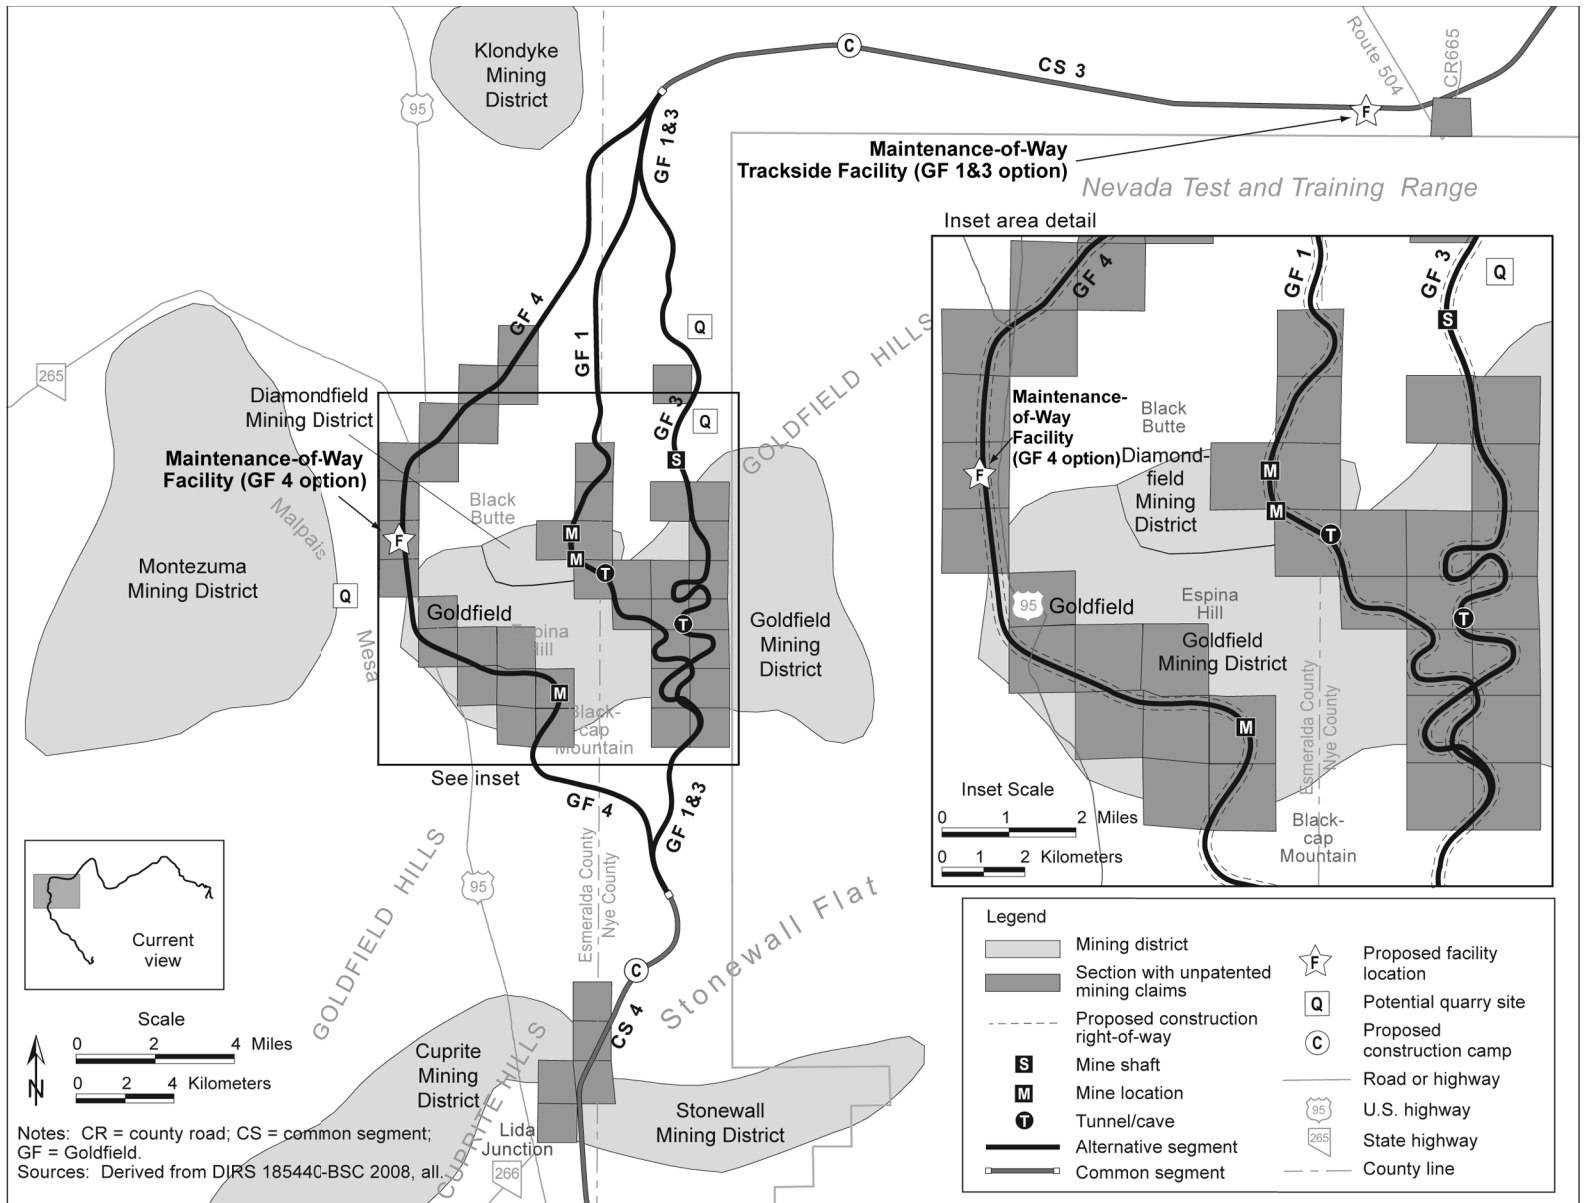 Klondyke
Mining
District
95
C
CS 3
Route 504
CR665
F
GF 1&3
Maintenance-of-Way
Trackside Facility (GF 1&3 option)
Nevada Test and Training Range
GF 4
GF 1
Q
265
Diamondfield
Mining District
GF 3
Q
GOLDFIELD HILLS
S
Maintenance-of-Way
Facility (GF 4 option)
Malpais
Mesa
Black
Butte
F
M
M
T
Montezuma
Mining District
Q
Goldfield
Espina
Hill
T
Goldfield
Mining
District
M
Black-
cap
Mountain
See inset
GF 4
GF 1&3
Inset area detail
GF 4
GF 1
GF 3
Q
S
Maintenance-
of-Way
Facility
(GF 4 option)
Black
Butte
Diamond-
field
Mining
District
F
M
M
T
95
Goldfield
Espina
Hill
Goldfield
Mining District
T
M
Esmeralda County
Nye County
Inset Scale
0 1 2 Miles
0 1 2 Kilometers
Black-
cap
Mountain
GOLDFIELD HILLS
95
Esmeralda County
Nye County
Stonewall Flat
C
CS 4
Current
view
Scale
0 2 4 Miles
0 2 4 Kilometers
N
Cuprite
Mining
District
CUPRITE HILLS
Lida
Junction
266
Stonewall
Mining District
Notes: CR = county road; CS = common segment;
GF = Goldfield.
Sources: Derived from DIRS 185440-BSC 2008, all.
Legend
Mining district
Section with unpatented
mining claims
Proposed construction
right-of-way
S Mine shaft
M Mine location
T Tunnel/cave
Alternative segment
Common segment
F Proposed facility
location
Q Potential quarry site
C Proposed
construction camp
Road or highway
95 U.S. highway
265 State highway
County line